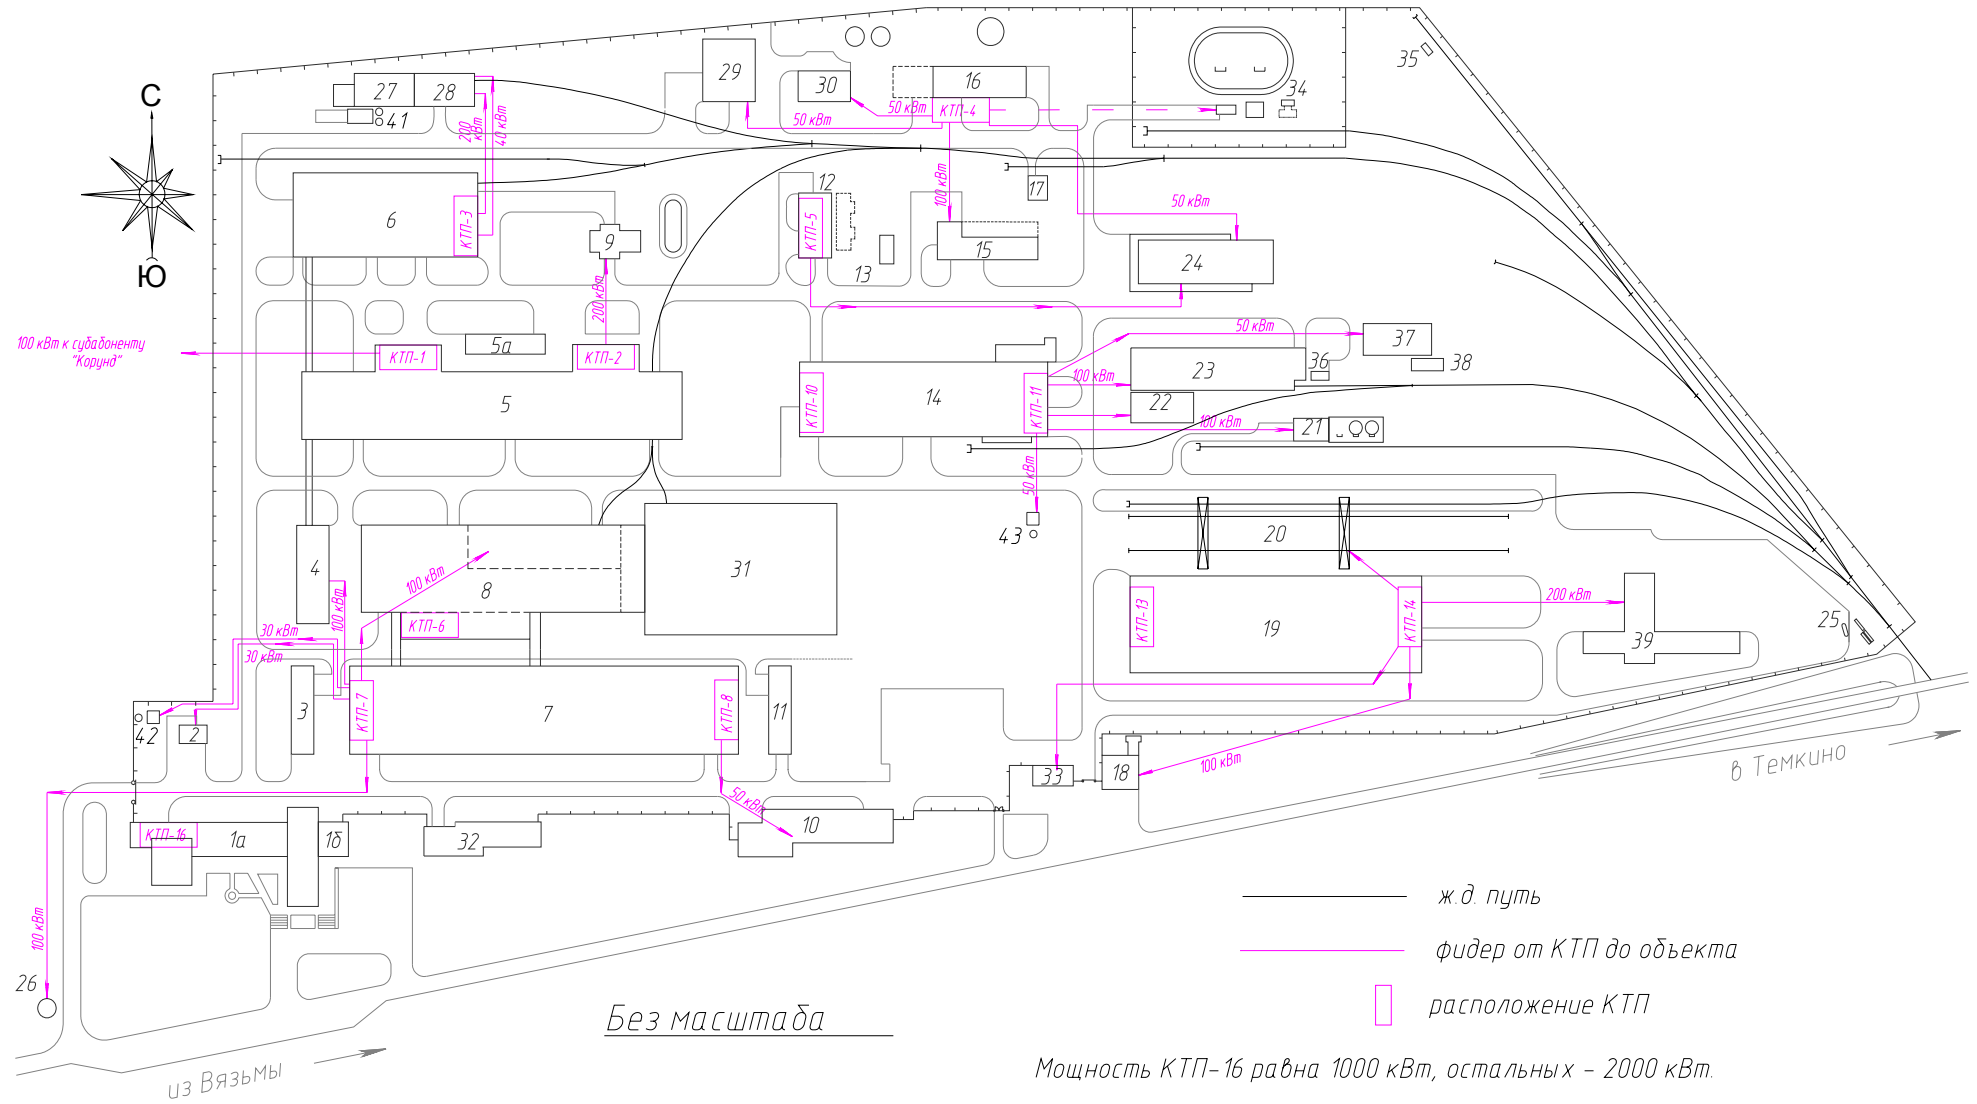 С
Ю
27
28
41
200 кВт
40 кВт
29
30
16
КТП-4
50 кВт
50 кВт
34
35
6
КТП-3
9
12
КТП-5
13
100 кВт
15
17
50 кВт
24
200 кВт
100 кВт к субабоненту
"Корунд"
КТП-1
5а
КТП-2
5
КТП-10
14
КТП-11
50 кВт
37
38
100 кВт
23
36
22
100 кВт
21
50 кВт
43
4
8
100 кВт
100 кВт
КТП-6
31
20
КТП-13
19
КТП-14
200 кВт
39
25
30 кВт
30 кВт
3
КТП-7
7
КТП-8
11
42
2
33
18
100 кВт
в Темкино
50 кВт
10
КТП-16
1а
1б
32
100 кВт
26
из Вязьмы
Без масштаба
ж.д. путь
фидер от КТП до объекта
расположение КТП
Мощность КТП-16 равна 1000 кВт, остальных - 2000 кВт.